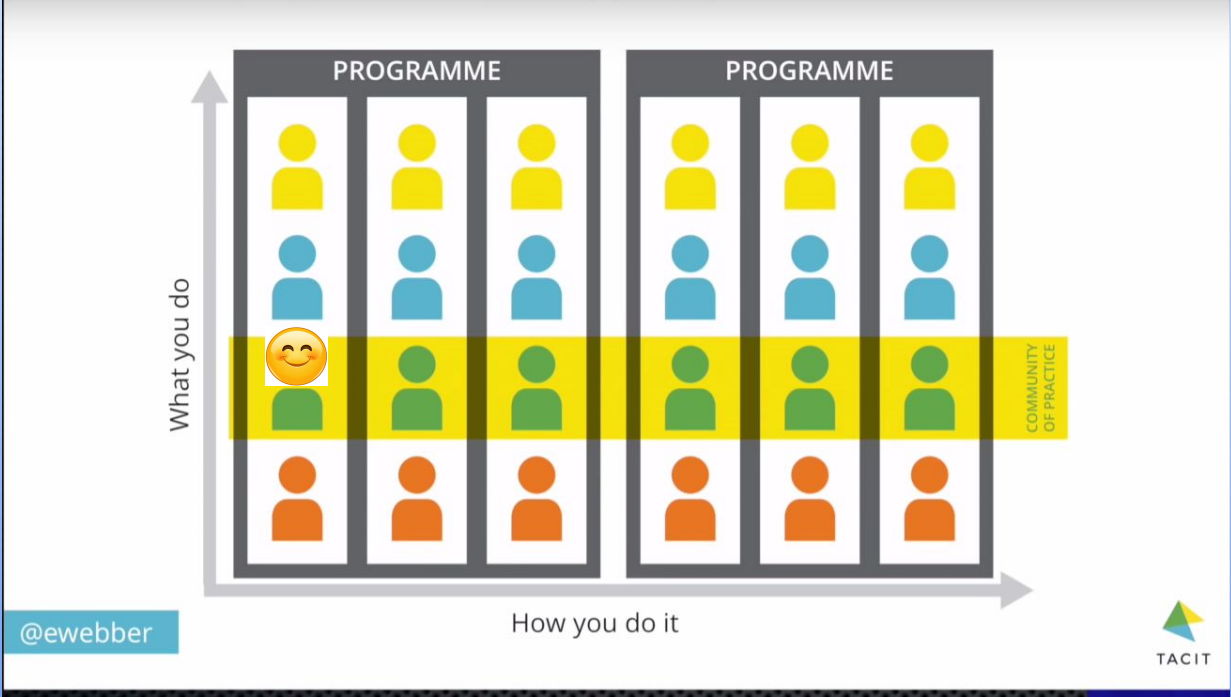 PROGRAMME
PROGRAMME
What you do
COMMUNITY
OF PRACTICE
How you do it
@ewebber
TACIT